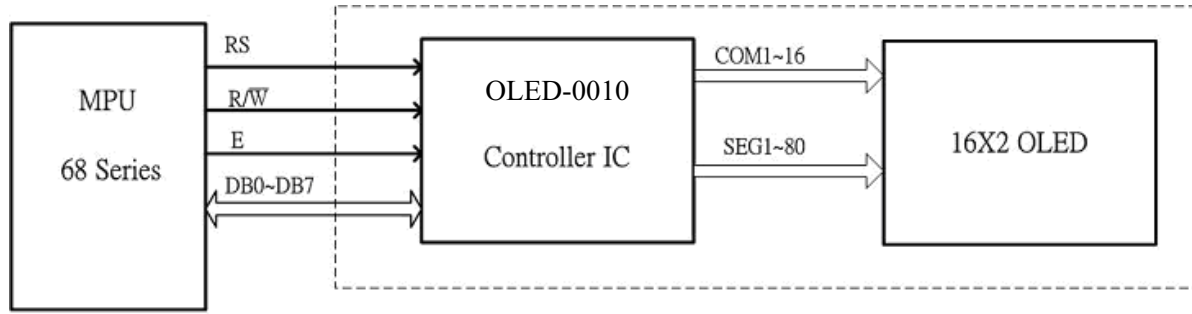 MPU
68 Series
RS
R/W̅
E
DB0~DB7
OLED-0010
Controller IC
COM1~16
SEG1~80
16X2 OLED